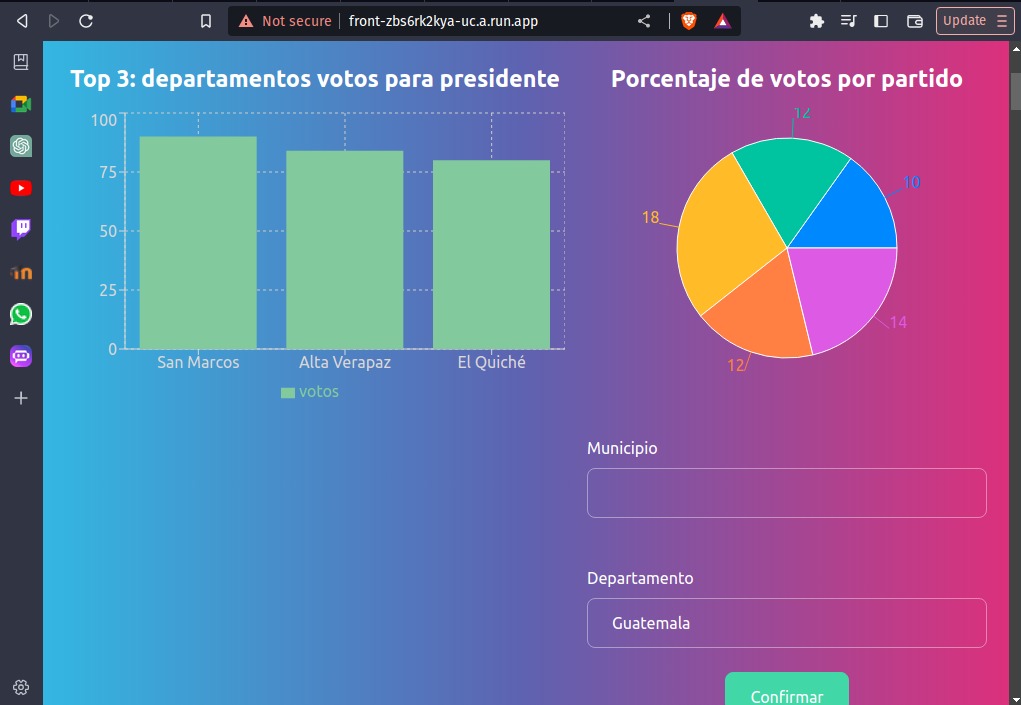 Not secure
front-zbs6rk2kya-uc.a.run.app
Update
Top 3: departamentos votos para presidente
100
75
50
25
0
San Marcos
Alta Verapaz
El Quiché
votos
Porcentaje de votos por partido
12
10
18
14
12
Municipio
Departamento
Guatemala
Confirmar